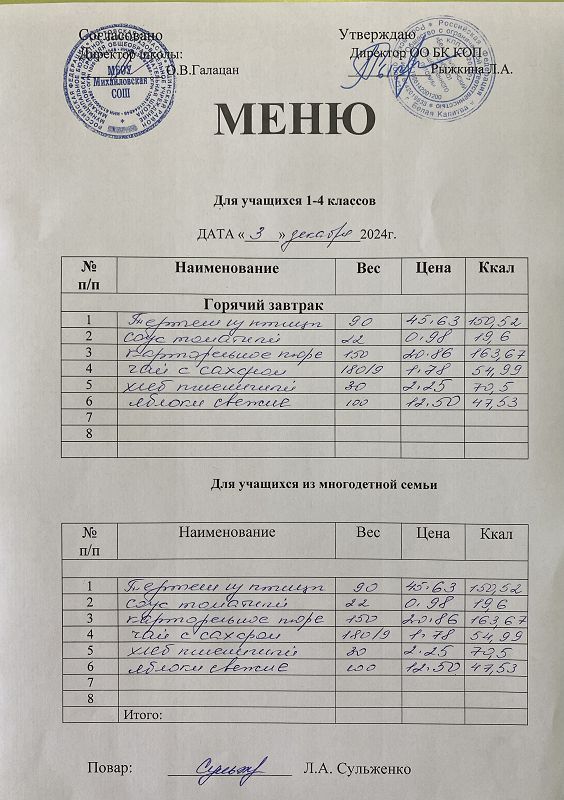 Согласовано Утверждаю
Директор школы: Директор ОО БК КОП
О.В.Галацан Рыжкина Л.А.
МБОУ
Михайловская
СОШ
МЕНЮ
Для учащихся 1-4 классов
ДАТА « 3 » декабря 2024г.
№ п/п Наименование Вес Цена Ккал
Горячий завтрак
1 из птицы 90 45.63 150,52
2 соус томатный 22 0.98 19,6
3 картофельное пюре 150 20.86 163,67
4 чай с сахаром 180/9 1.78 54,99
5 хлеб пшеничный 30 2.25 70,5
6 яблоки свежие 100 12.50 47,53
7
8
Для учащихся из многодетной семьи
№ п/п Наименование Вес Цена Ккал
1 из птицы 90 45.63 150,52
2 соус томатный 22 0.98 19,6
3 картофельное пюре 150 20.86 163,67
4 чай с сахаром 180/9 1.78 54,99
5 хлеб пшеничный 30 2.25 70,5
6 яблоки свежие 100 12.50 47,53
7
8
Итого:
Повар: Л.А. Сульженко